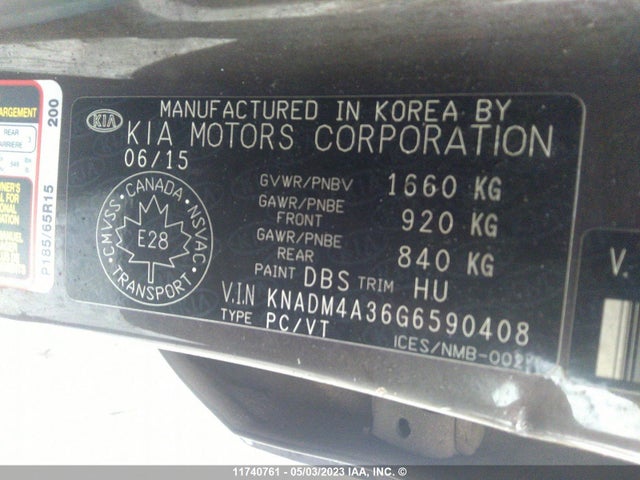 ARGEMENT
REAR
200
P185/65R15
KIA
MANUFACTURED IN KOREA BY
KIA MOTORS CORPORATION
06/15
GVWR/PNBV 1660 KG
GAWR/PNBE FRONT 920 KG
GAWR/PNBE REAR 840 KG
PAINT DBS TRIM HU
V.I.N KNADM4A36G6590408
TYPE PC/VT
ICES/NMB-002
CANADA
CMVSS NSVAC
E28
TRANSPORT
V.
11740761 - 05/03/2023 IAA, INC. ©